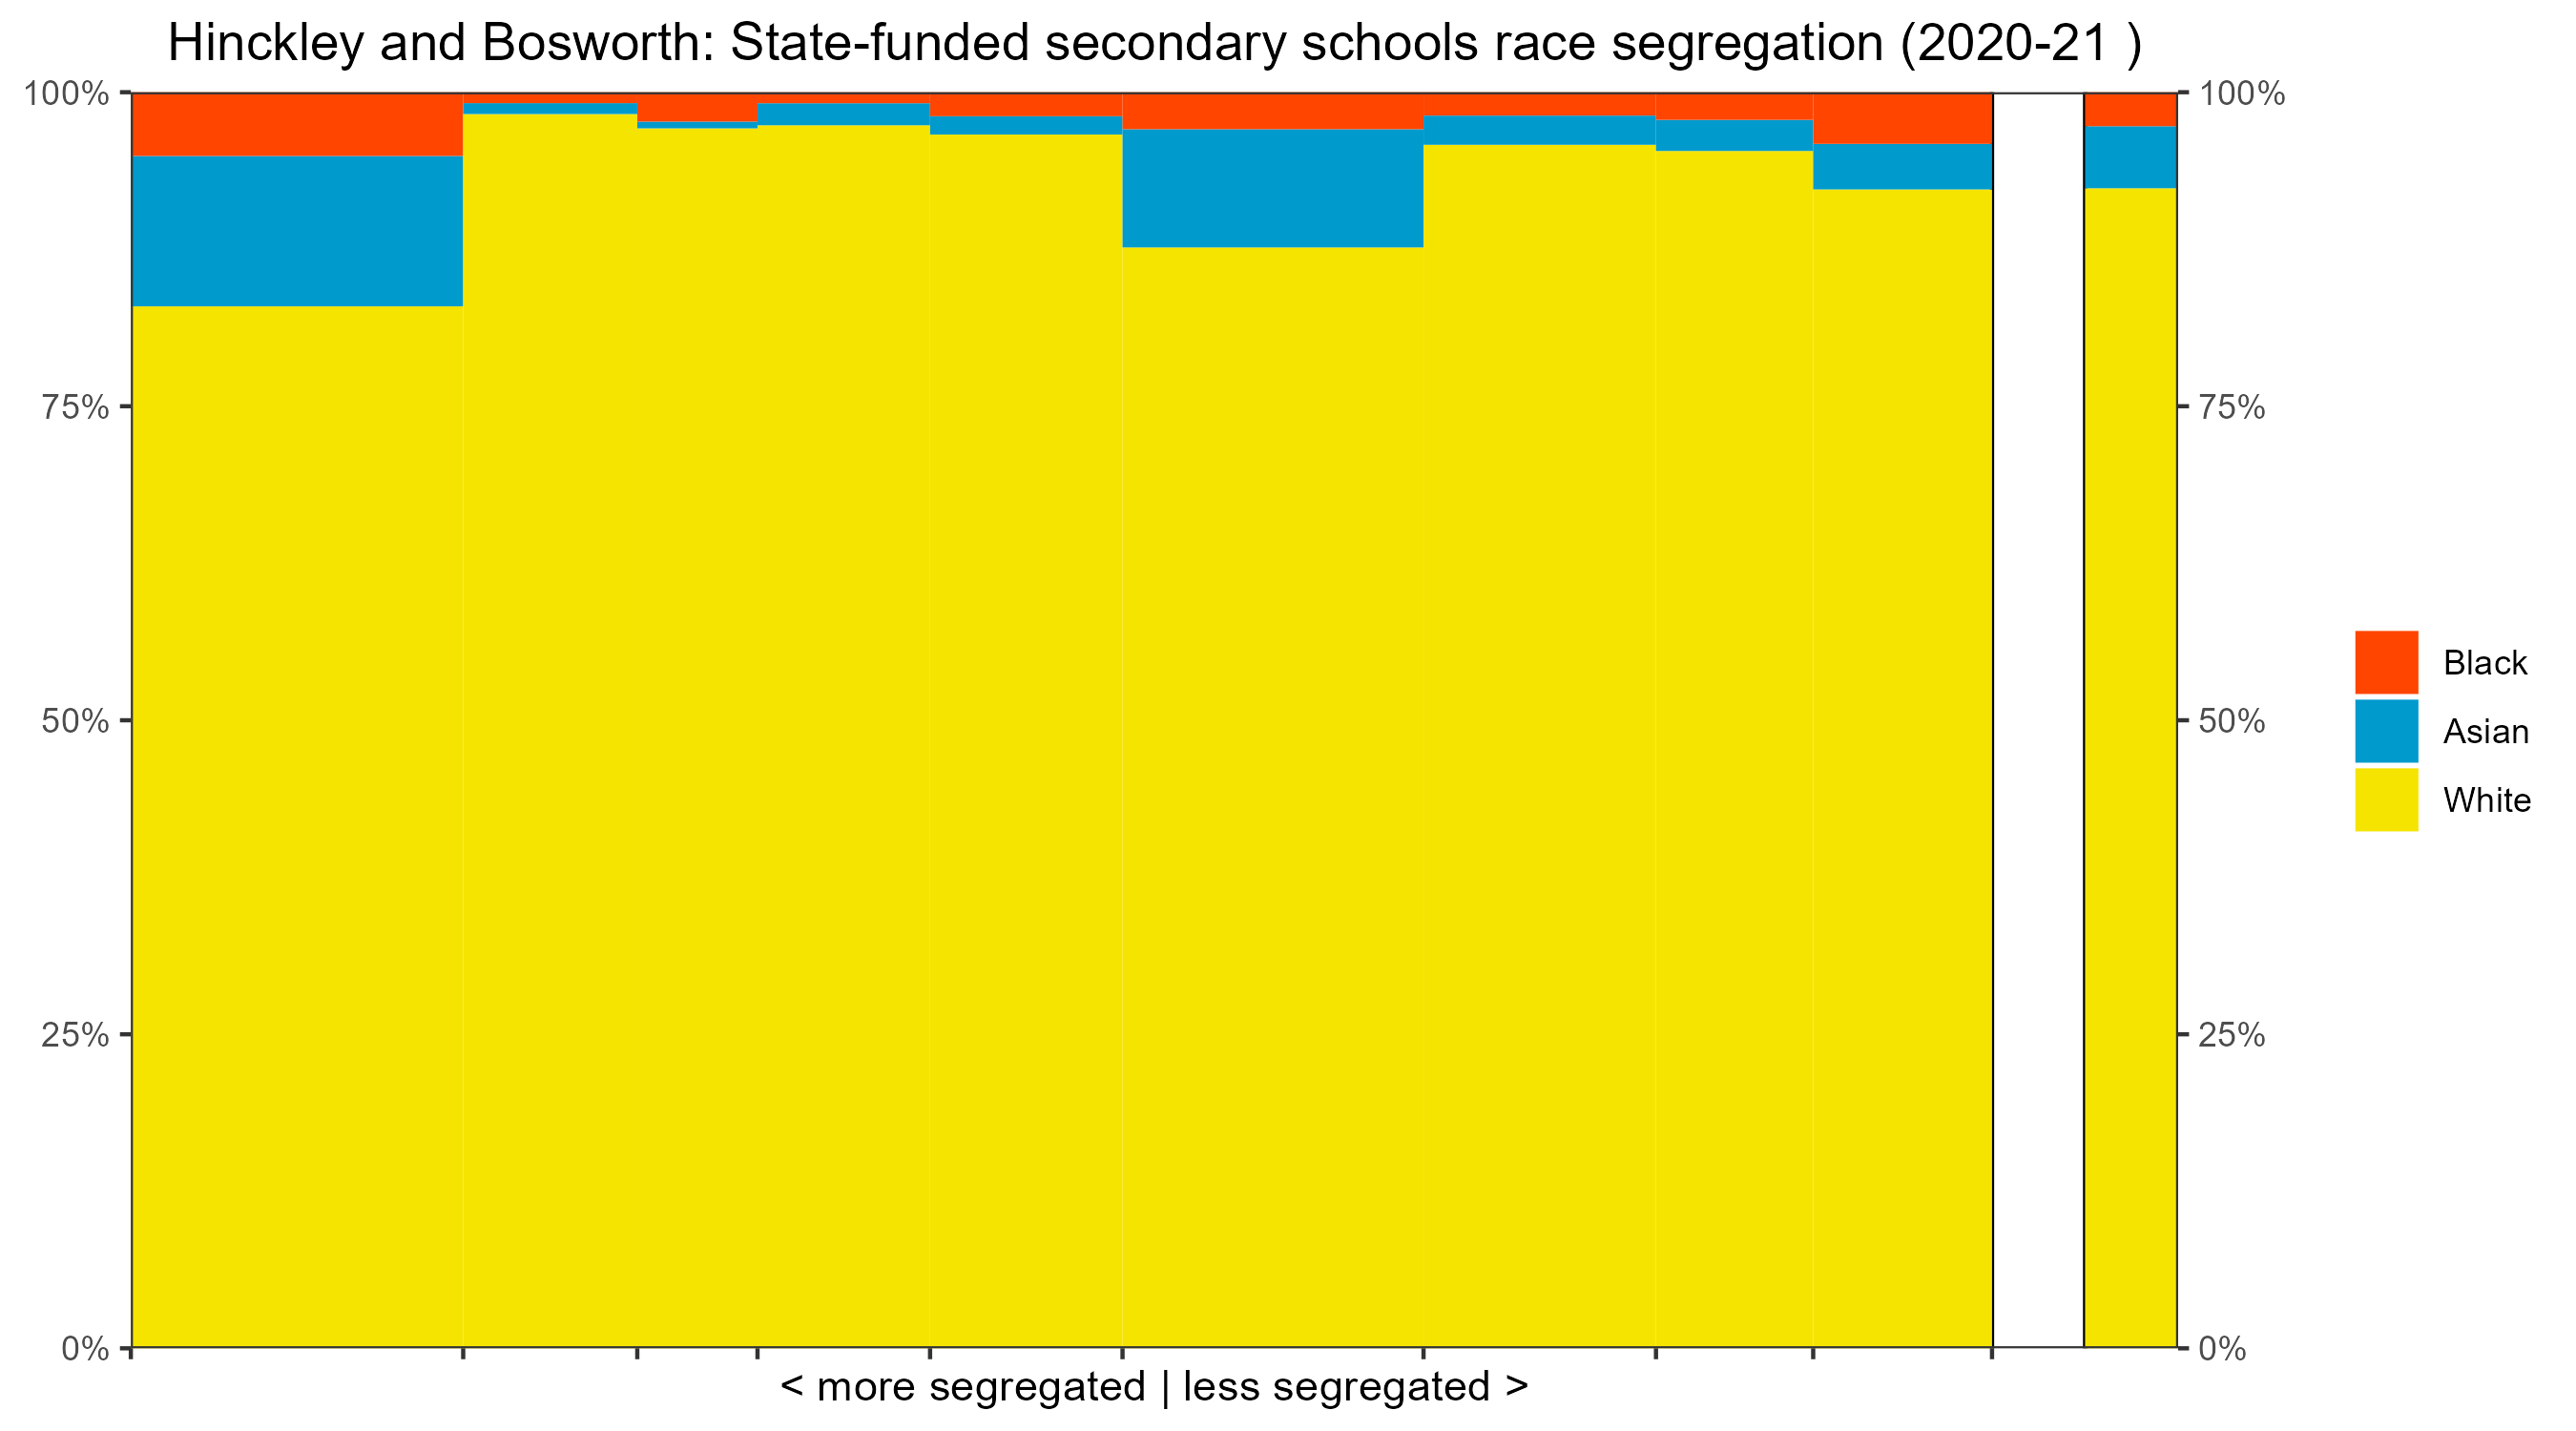 Hinckley and Bosworth: State-funded secondary schools race segregation (2020-21 )
100%
75%
50%
25%
0%
100%
75%
50%
25%
0%
Black
Asian
White
< more segregated | less segregated >